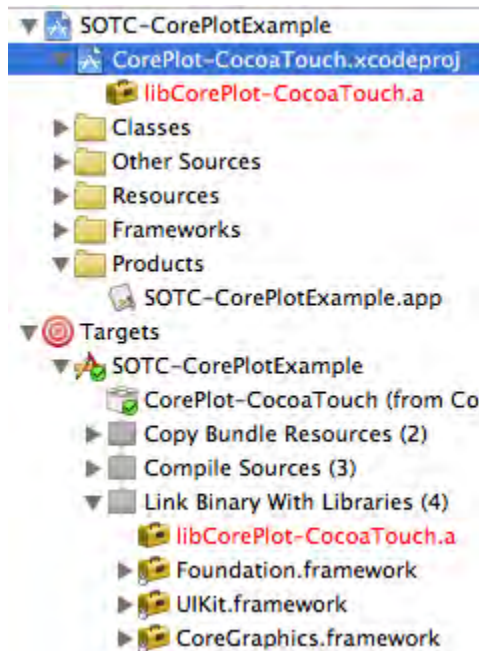 SOTC-CorePlotExample
CorePlot-CocoaTouch.xcodeproj
libCorePlot-CocoaTouch.a
Classes
Other Sources
Resources
Frameworks
Products
SOTC-CorePlotExample.app
Targets
SOTC-CorePlotExample
CorePlot-CocoaTouch (from Co
Copy Bundle Resources (2)
Compile Sources (3)
Link Binary With Libraries (4)
libCorePlot-CocoaTouch.a
Foundation.framework
UIKit.framework
CoreGraphics.framework